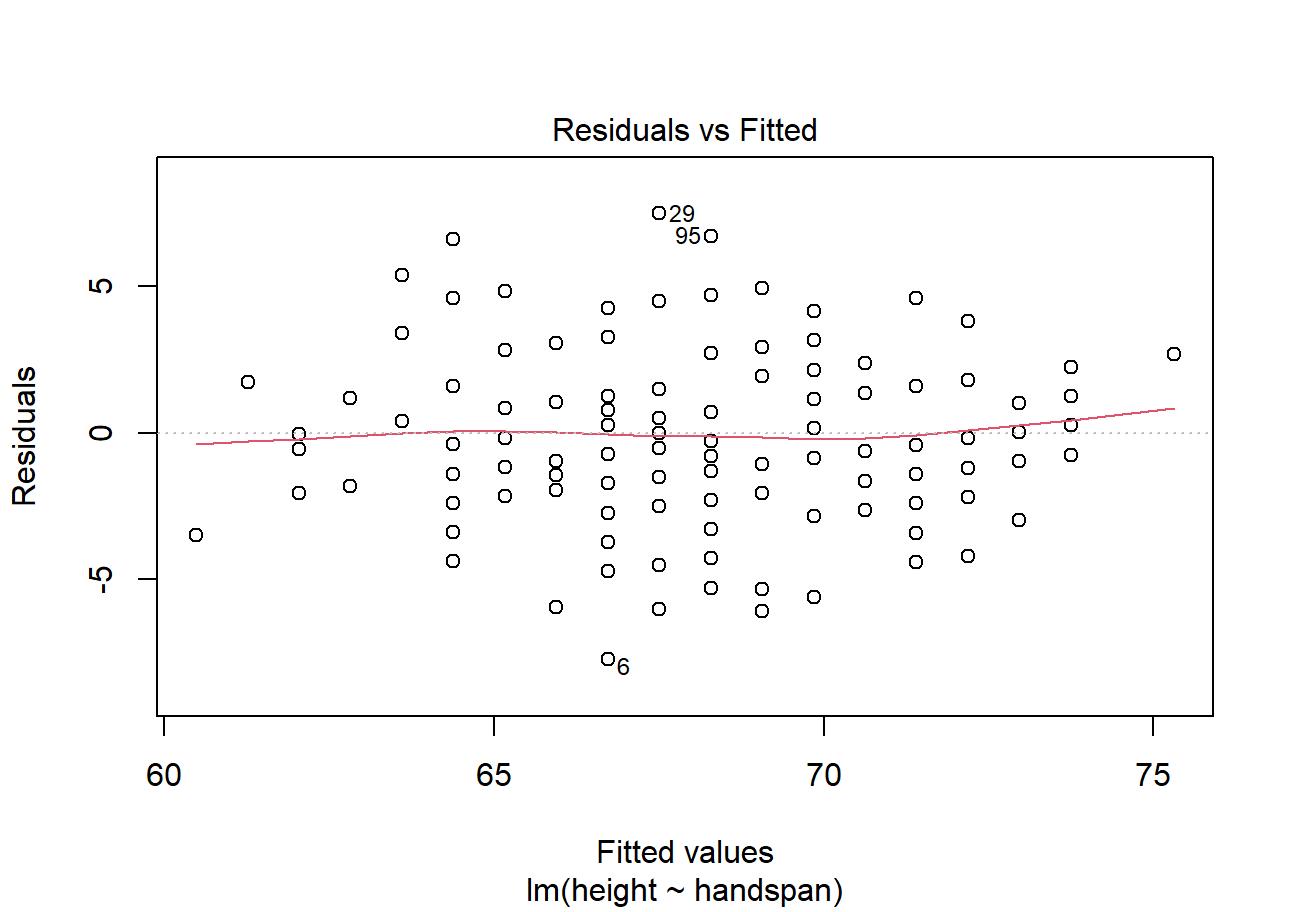 Residuals vs Fitted
29
95
5
0
-5
6
Residuals
60 65 70 75
Fitted values
lm(height ~ handspan)